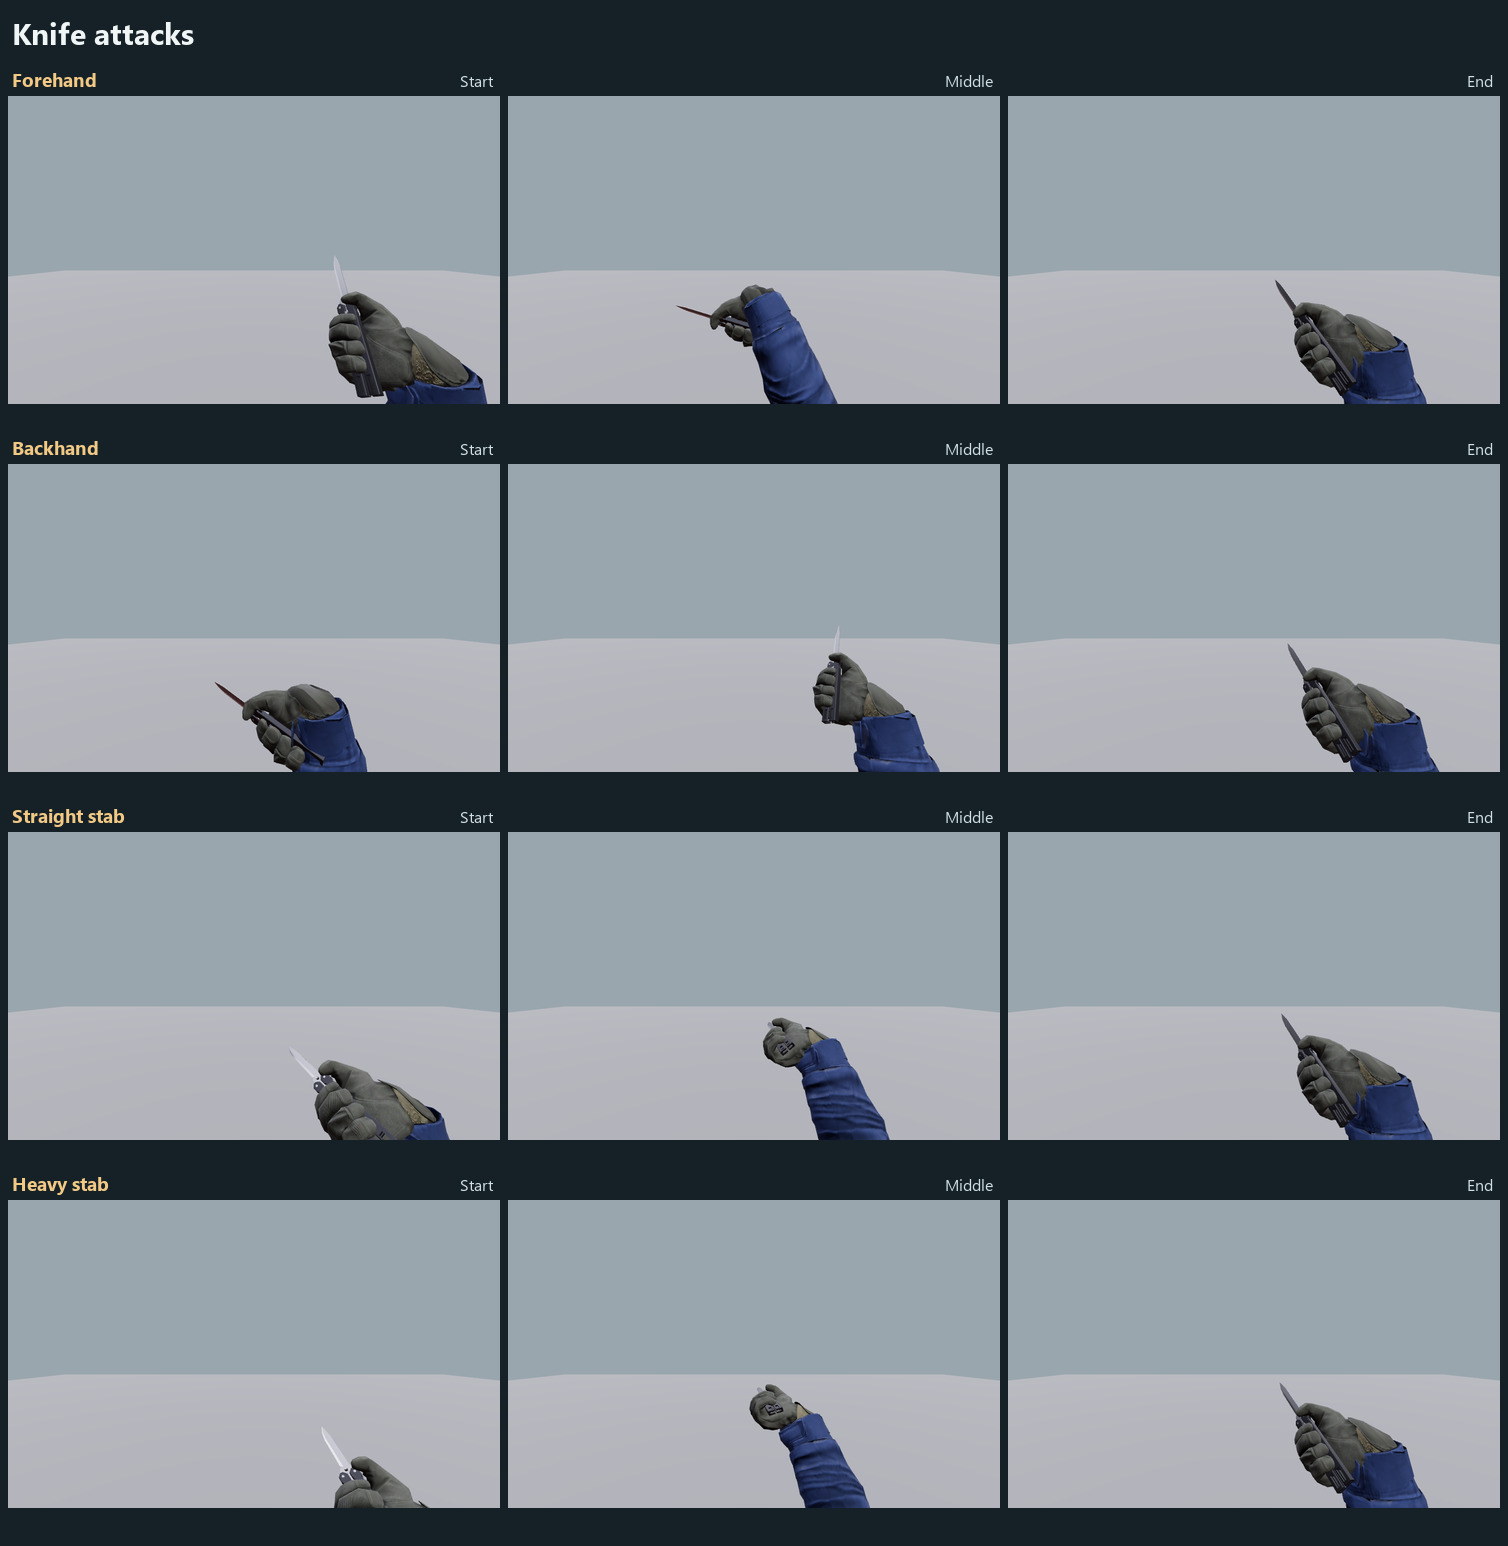 Knife attacks
Forehand Start Middle End
Backhand Start Middle End
Straight stab Start Middle End
Heavy stab Start Middle End